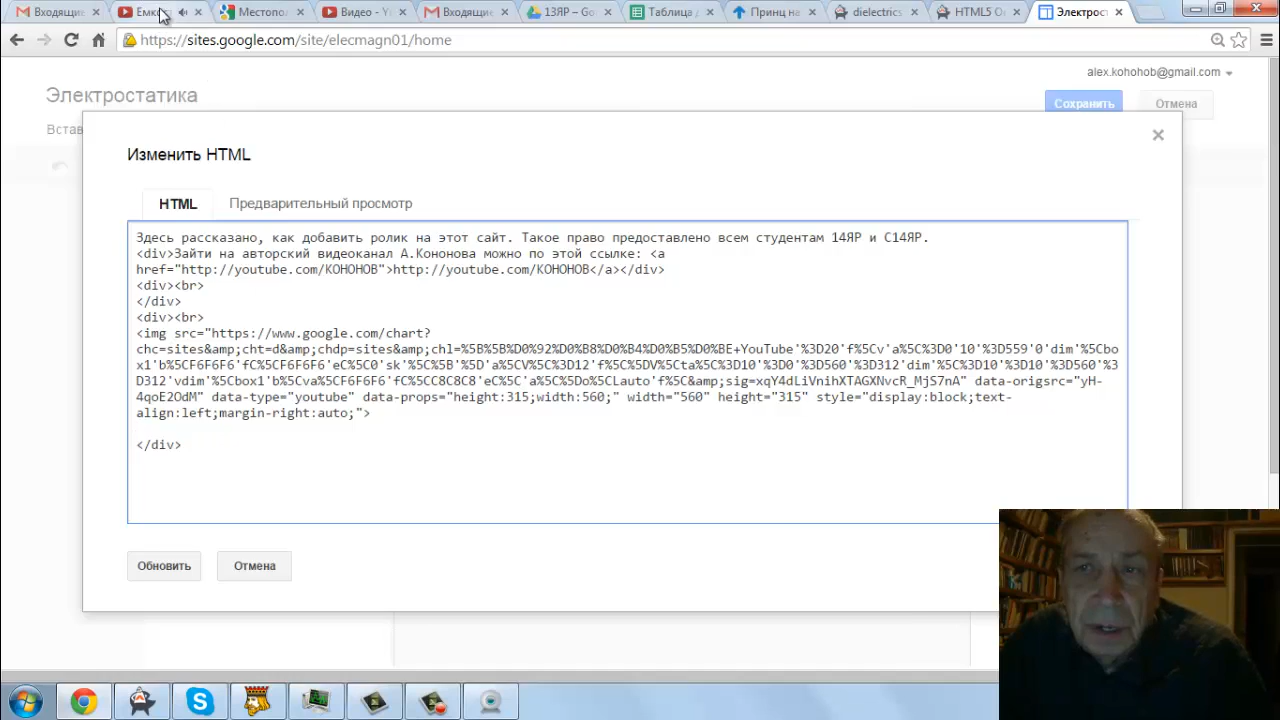 Входящие
Емко
Местопол
Видео - Y
Входящие
13ЯР – Go
Таблица Д
Принц на
dielectrics
HTML5 O
Электрост
https://sites.google.com/site/elecmagn01/home
alex.kohohob@gmail.com
Электростатика
Сохранить
Отмена
Встав
Изменить HTML
HTML
Предварительный просмотр
Здесь рассказано, как добавить ролик на этот сайт. Такое право предоставлено всем студентам 14ЯР и С14ЯР.
<div>Зайти на авторский видеоканал А.Кононова можно по этой ссылке: <a
href="http://youtube.com/КОНОНОВ">http://youtube.com/КОНОНОВ</a></div>
<div><br>
</div>
<div><br>
<img src="https://www.google.com/chart?
chc=sites&amp;cht=d&amp;chdp=sites&amp;chl=%5B%5B%D0%92%D0%B8%D0%B4%D0%B5%D0%BE+YouTube'%3D20'f%5Cv'a%5C%3D0'10'%3D559'0'dim'%5Cbo
x1'b%5CF6F6F6'fC%5CF6F6F6'eC%5C0'sk'%5C%5B'%5D'a%5CV%5C%3D12'f%5C%5DV%5Cta%5C%3D10'%3D0'%3D560'%3D312'dim'%5C%3D10'%3D10'%3D560'%3
D312'vdim'%5Cbox1'b%5Cva%5CF6F6F6'fC%5CC8C8C8'eC%5C'a%5C%5Do%5CLauto'f%5C&amp;sig=xqY4dLiVnihXTAGXNvcR_MjS7nA" data-origsrc="yH-
4qoE2OdM" data-type="youtube" data-props="height:315;width:560;" width="560" height="315" style="display:block;text-
align:left;margin-right:auto;">
</div>
Обновить
Отмена